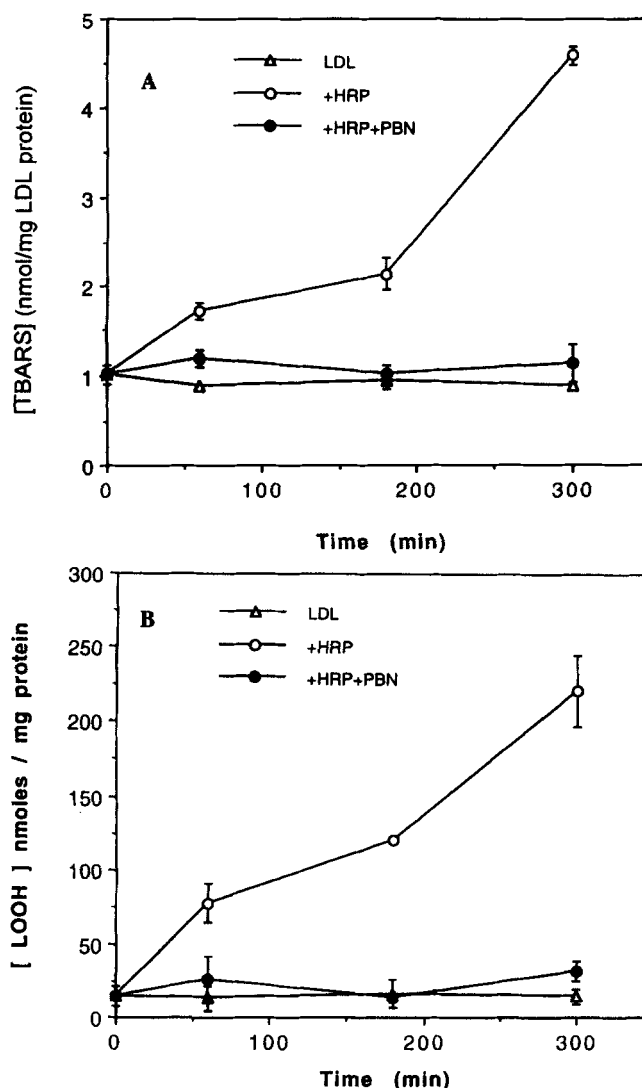 A
LDL
+HRP
+HRP+PBN
[TBARS] (nmol/mg LDL protein)
5
4
3
2
1
0
0 100 200 300
Time (min)
B
LDL
+HRP
+HRP+PBN
[ LOOH ] nmoles / mg protein
300
250
200
150
100
50
0
0 100 200 300
Time (min)